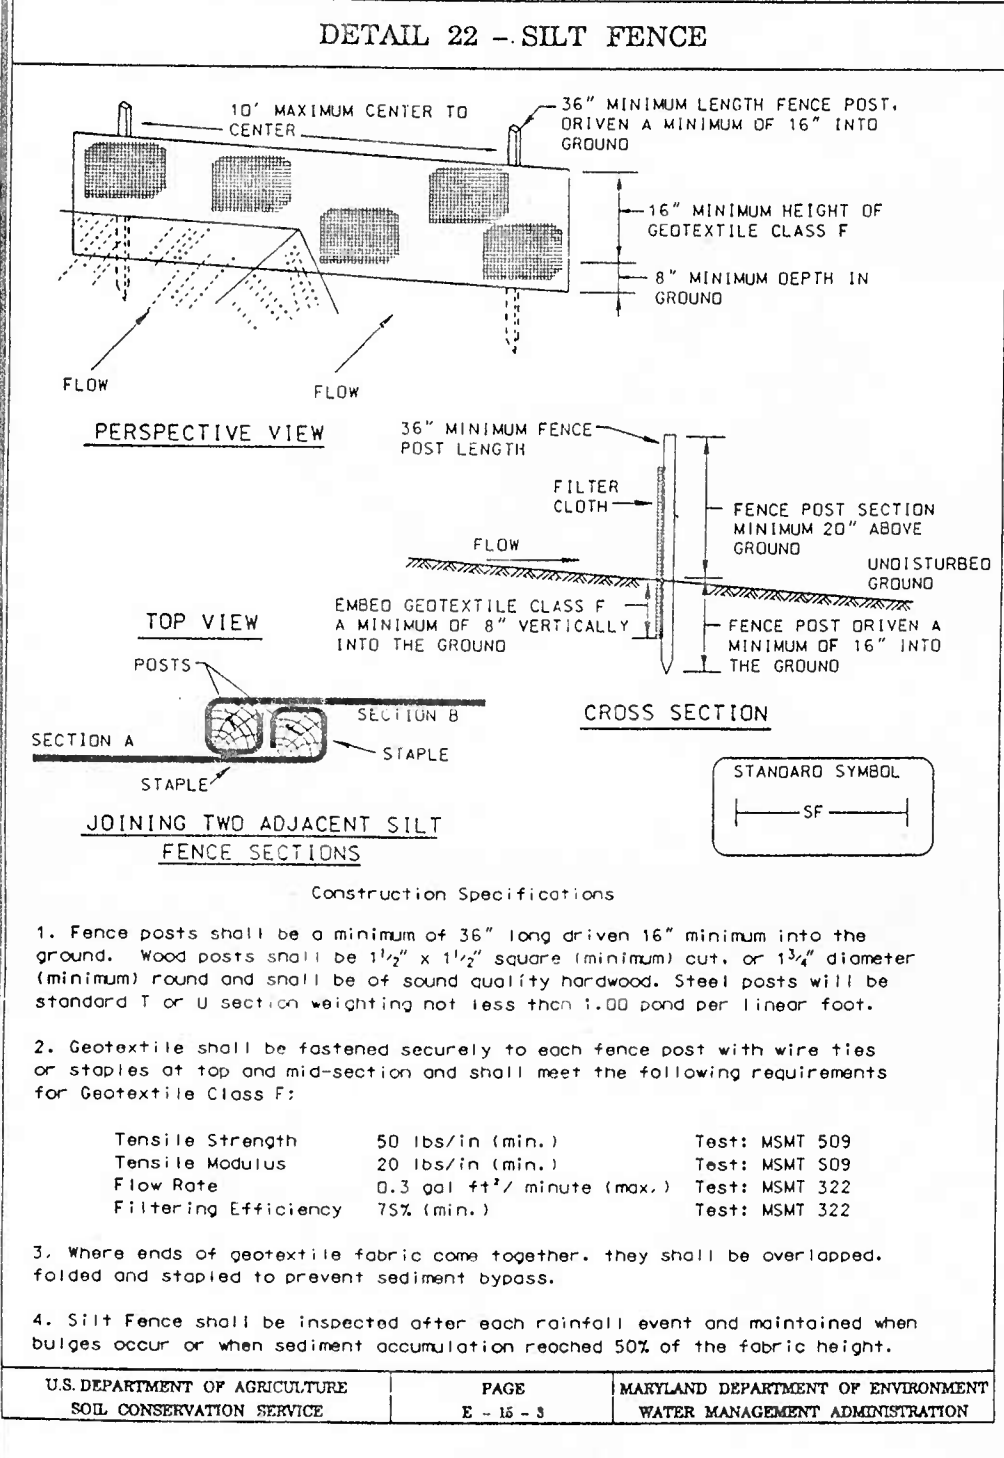 DETAIL 22 - SILT FENCE
10' MAXIMUM CENTER TO
CENTER
36" MINIMUM LENGTH FENCE POST,
DRIVEN A MINIMUM OF 16" INTO
GROUND
16" MINIMUM HEIGHT OF
GEOTEXTILE CLASS F
8" MINIMUM DEPTH IN
GROUND
FLOW
FLOW
PERSPECTIVE VIEW
36" MINIMUM FENCE
POST LENGTH
FILTER
CLOTH
FENCE POST SECTION
MINIMUM 20" ABOVE
GROUND
FLOW
UNDISTURBED
GROUND
EMBED GEOTEXTILE CLASS F
A MINIMUM OF 8" VERTICALLY
INTO THE GROUND
FENCE POST DRIVEN A
MINIMUM OF 16" INTO
THE GROUND
CROSS SECTION
TOP VIEW
POSTS
SECTION B
SECTION A
STAPLE
STAPLE
JOINING TWO ADJACENT SILT
FENCE SECTIONS
STANDARD SYMBOL
SF
Construction Specifications
1. Fence posts shall be a minimum of 36" long driven 16" minimum into the
ground. Wood posts shall be 1 1/2" x 1 1/2" square (minimum) cut, or 1 3/4" diameter
(minimum) round and shall be of sound quality hardwood. Steel posts will be
standard T or U section weighting not less than 1.00 pond per linear foot.
2. Geotextile shall be fastened securely to each fence post with wire ties
or staples at top and mid-section and shall meet the following requirements
for Geotextile Class F:
Tensile Strength 50 lbs/in (min.) Test: MSMT 509
Tensile Modulus 20 lbs/in (min.) Test: MSMT 509
Flow Rate 0.3 gal ft²/ minute (max.) Test: MSMT 322
Filtering Efficiency 75% (min.) Test: MSMT 322
3. Where ends of geotextile fabric come together, they shall be overlapped,
folded and stapled to prevent sediment bypass.
4. Silt Fence shall be inspected after each rainfall event and maintained when
bulges occur or when sediment accumulation reached 50% of the fabric height.
U.S. DEPARTMENT OF AGRICULTURE
SOIL CONSERVATION SERVICE
PAGE
E - 15 - 3
MARYLAND DEPARTMENT OF ENVIRONMENT
WATER MANAGEMENT ADMINISTRATION